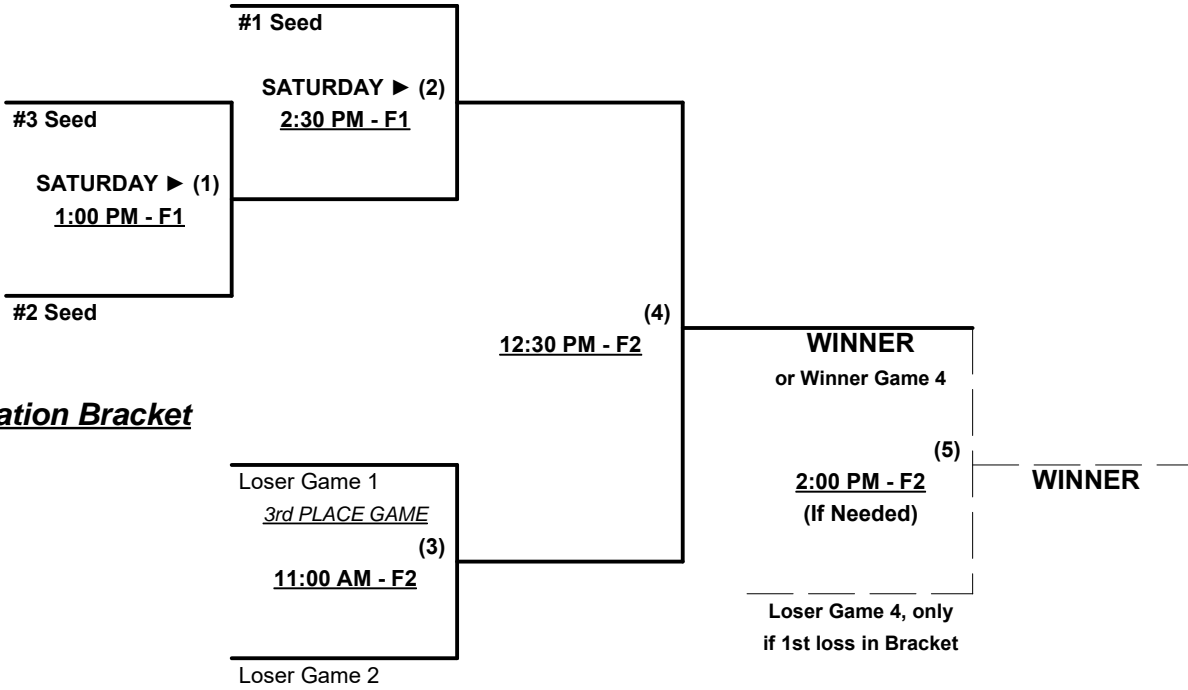 #1 Seed
SATURDAY ► (2)
2:30 PM - F1
#3 Seed
SATURDAY ► (1)
1:00 PM - F1
#2 Seed
(4)
12:30 PM - F2
WINNER
or Winner Game 4
ation Bracket
(5)
2:00 PM - F2
(If Needed)
WINNER
Loser Game 1
3rd PLACE GAME
(3)
11:00 AM - F2
Loser Game 4, only
if 1st loss in Bracket
Loser Game 2